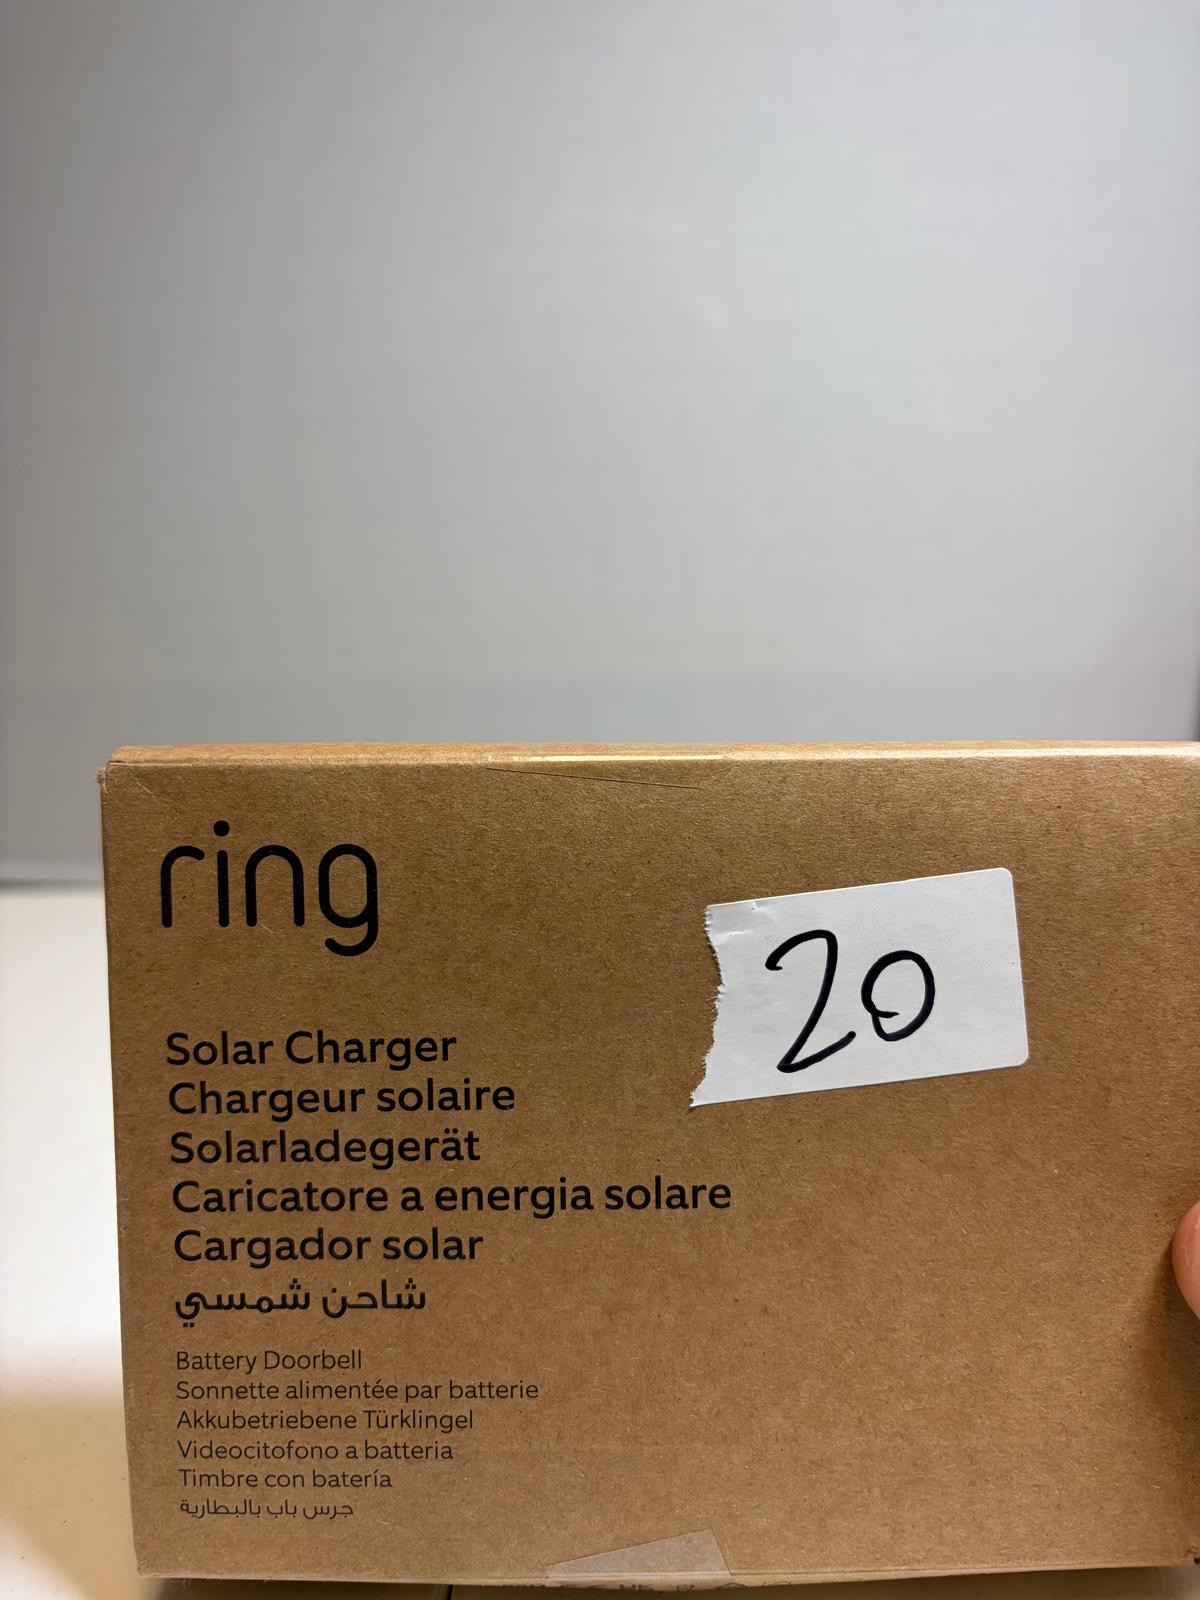 ring
20
Solar Charger
Chargeur solaire
Solarladegerät
Caricatore a energia solare
Cargador solar
شاحن شمسي
Battery Doorbell
Sonnette alimentée par batterie
Akkubetriebene Türklingel
Videocitofono a batteria
Timbre con batería
جرس باب بالبطارية